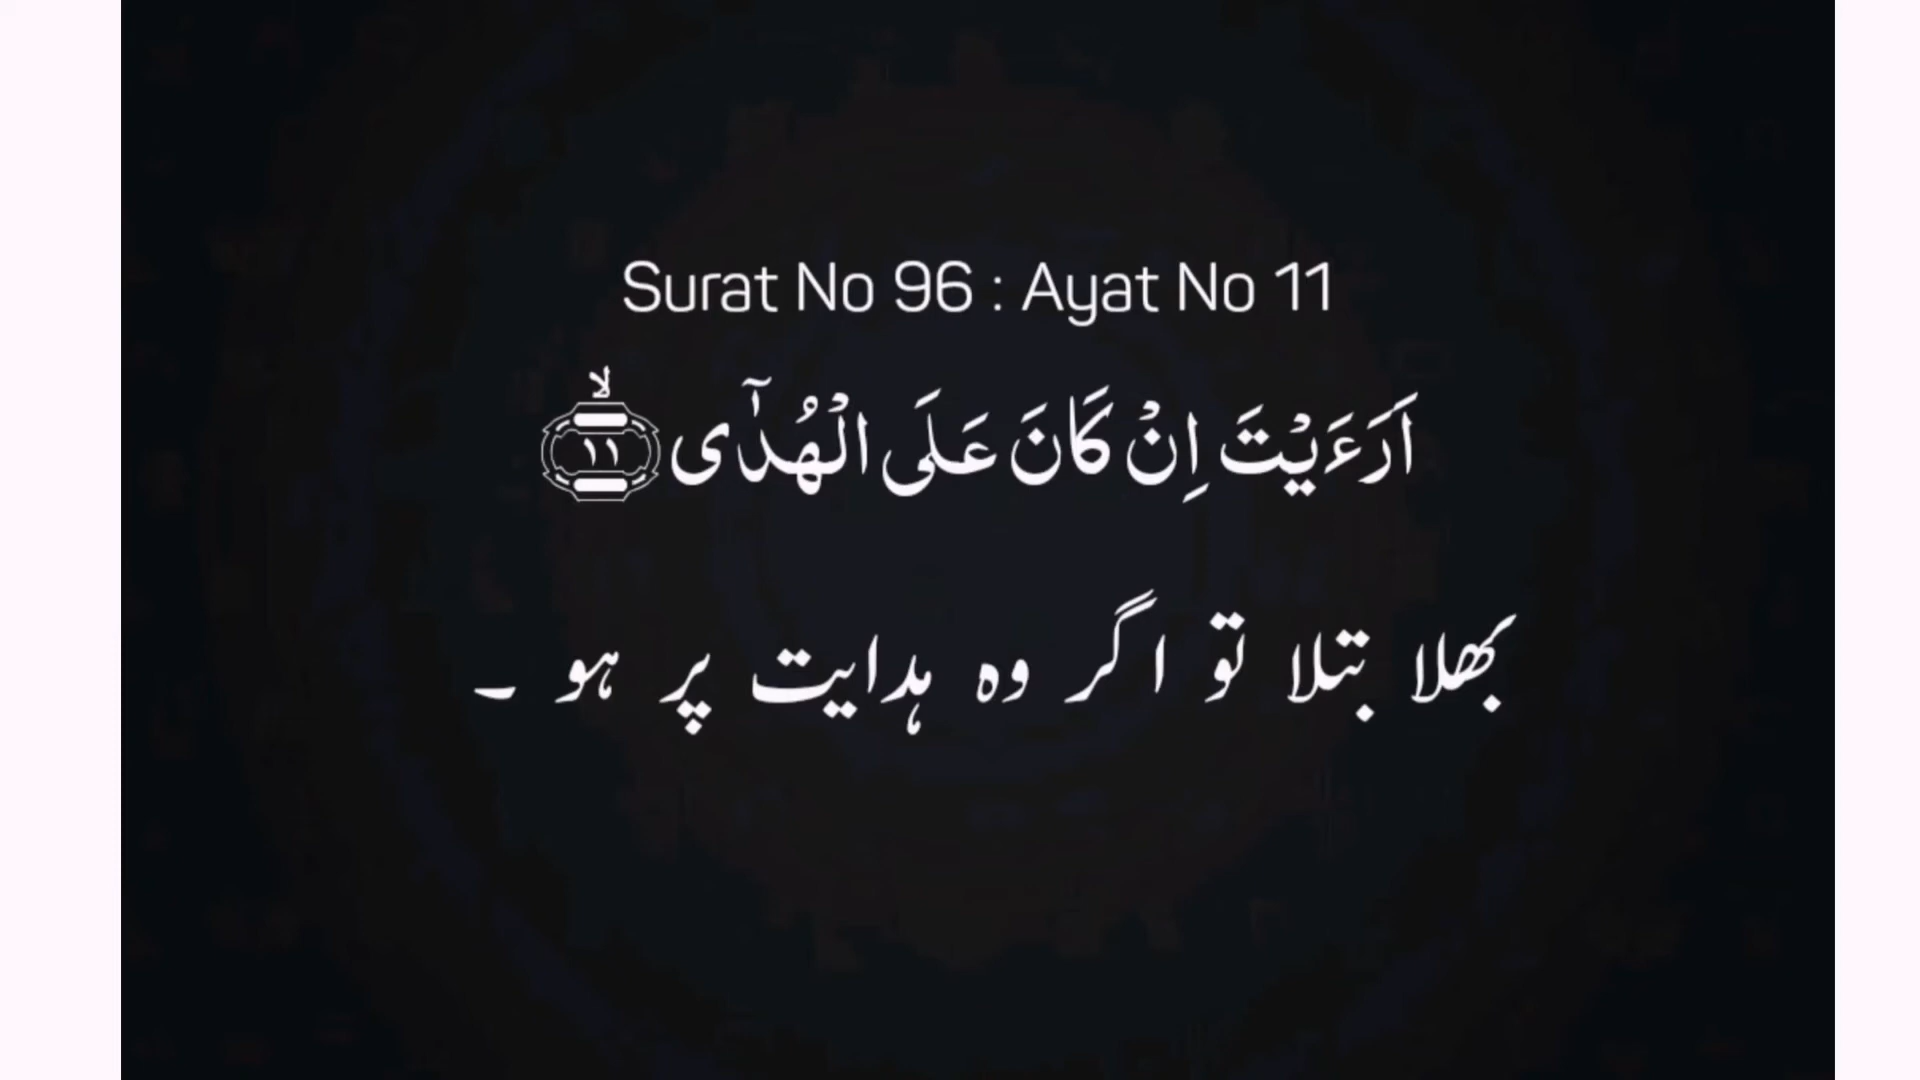 Surat No 96 : Ayat No 11
اَرَءَیۡتَ اِنۡ کَانَ عَلَی الۡہُدٰۤی ﴿ۙ۱۱﴾
بھلا بتلا تو اگر وہ ہدایت پر ہو ۔